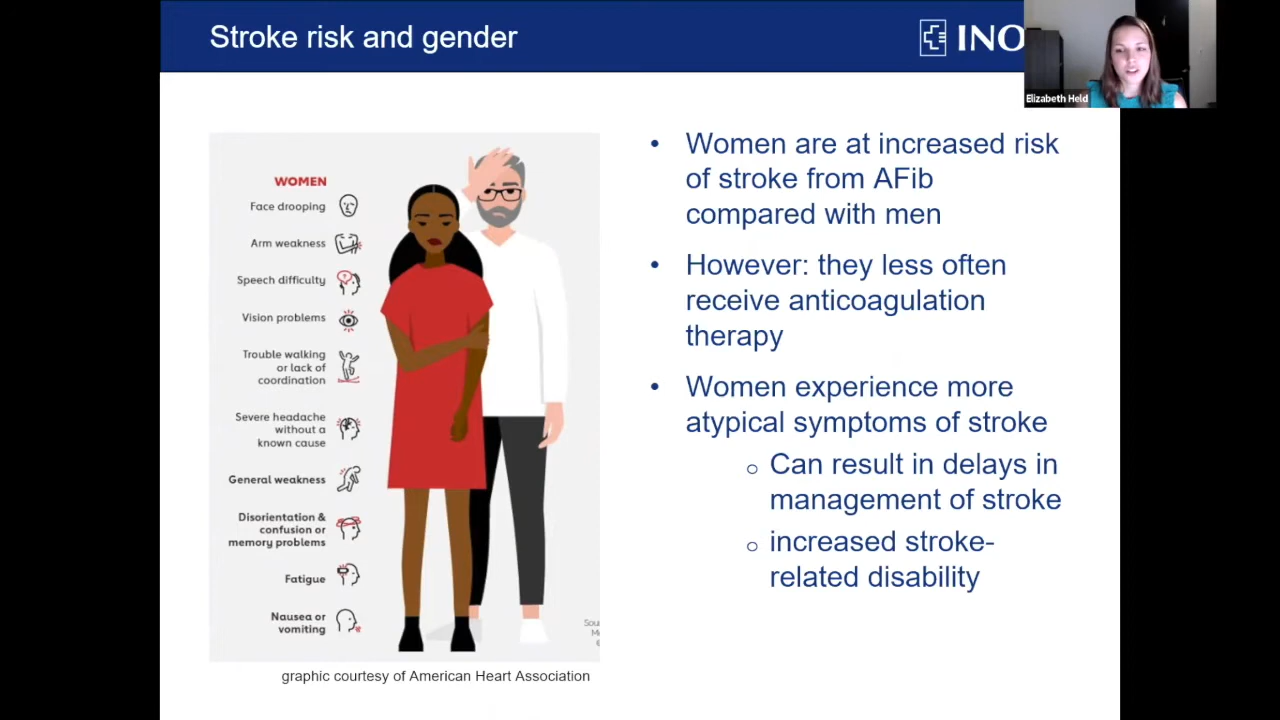 Stroke risk and gender
INO
Elizabeth Held
WOMEN
Face drooping
Arm weakness
Speech difficulty
Vision problems
Trouble walking
or lack of
coordination
Severe headache
without a
known cause
General weakness
Disorientation &
confusion or
memory problems
Fatigue
Nausea or
vomiting
Sou
graphic courtesy of American Heart Association
• Women are at increased risk
of stroke from AFib
compared with men
• However: they less often
receive anticoagulation
therapy
• Women experience more
atypical symptoms of stroke
o Can result in delays in
management of stroke
o increased stroke-
related disability